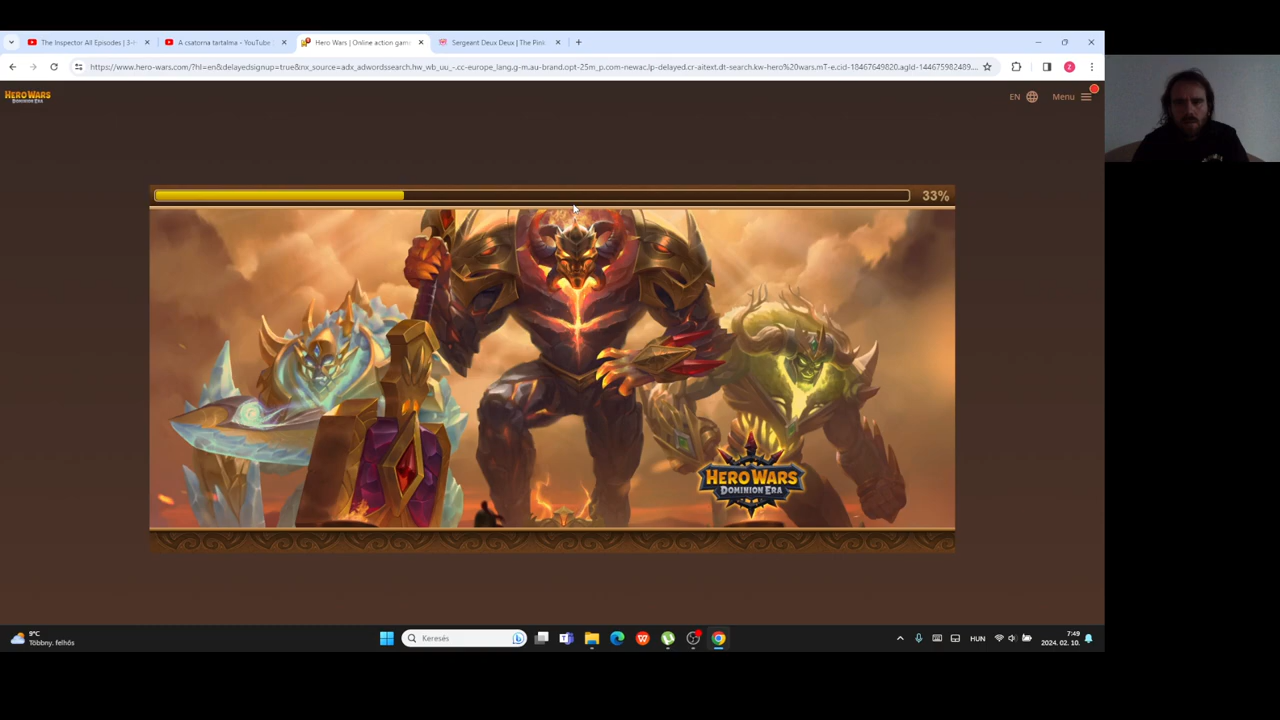 The Inspector All Episodes | 3-H
A csatorna tartalma - YouTube
Hero Wars | Online action gam
Sergeant Deux Deux | The Pink
https://www.hero-wars.com/?hl=en&delayedsignup=true&nx_source=adx_adwordssearch.hw_wb_uu_-.cc-europe_lang.g-m.au-brand.opt-25m_p.com-newac.lp-delayed.cr-aitext.dt-search.kw-hero%20wars.mT-e.cid-18467649820.agId-144675982489....
Z
HERO WARS
DOMINION ERA
EN
Menu
33%
HERO WARS
DOMINION ERA
9°C
Többny. felhős
Keresés
HUN
7:49
2024. 02. 10.